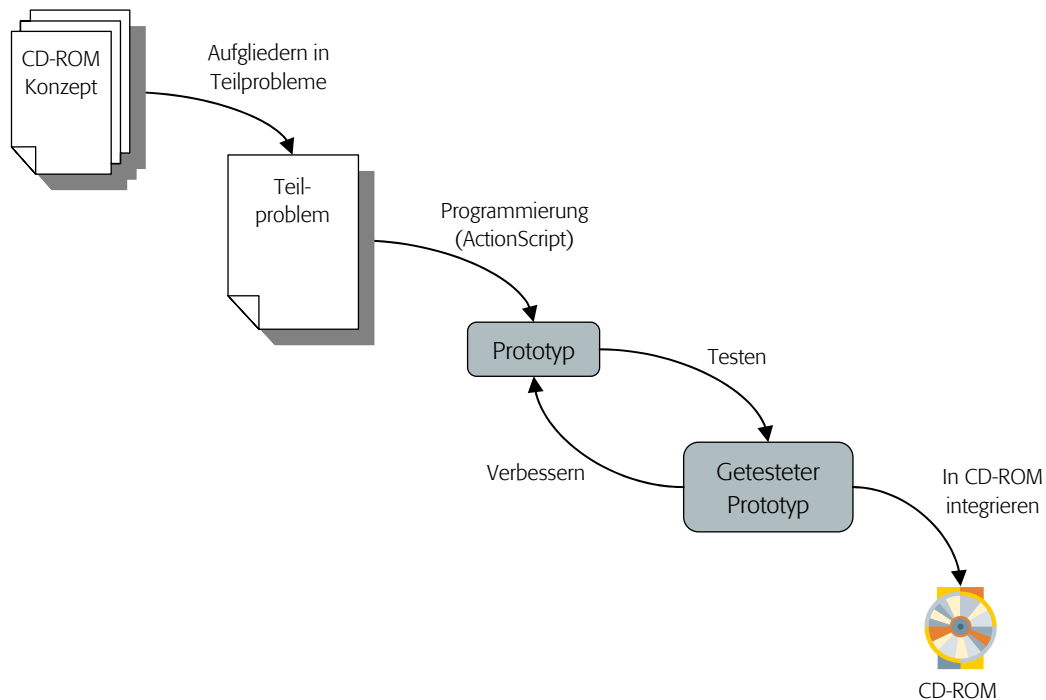 CD-ROM
Konzept
Aufgliedern in
Teilprobleme
Teil-
problem
Programmierung
(ActionScript)
Prototyp
Testen
Verbessern
Getesteter
Prototyp
In CD-ROM
integrieren
CD-ROM